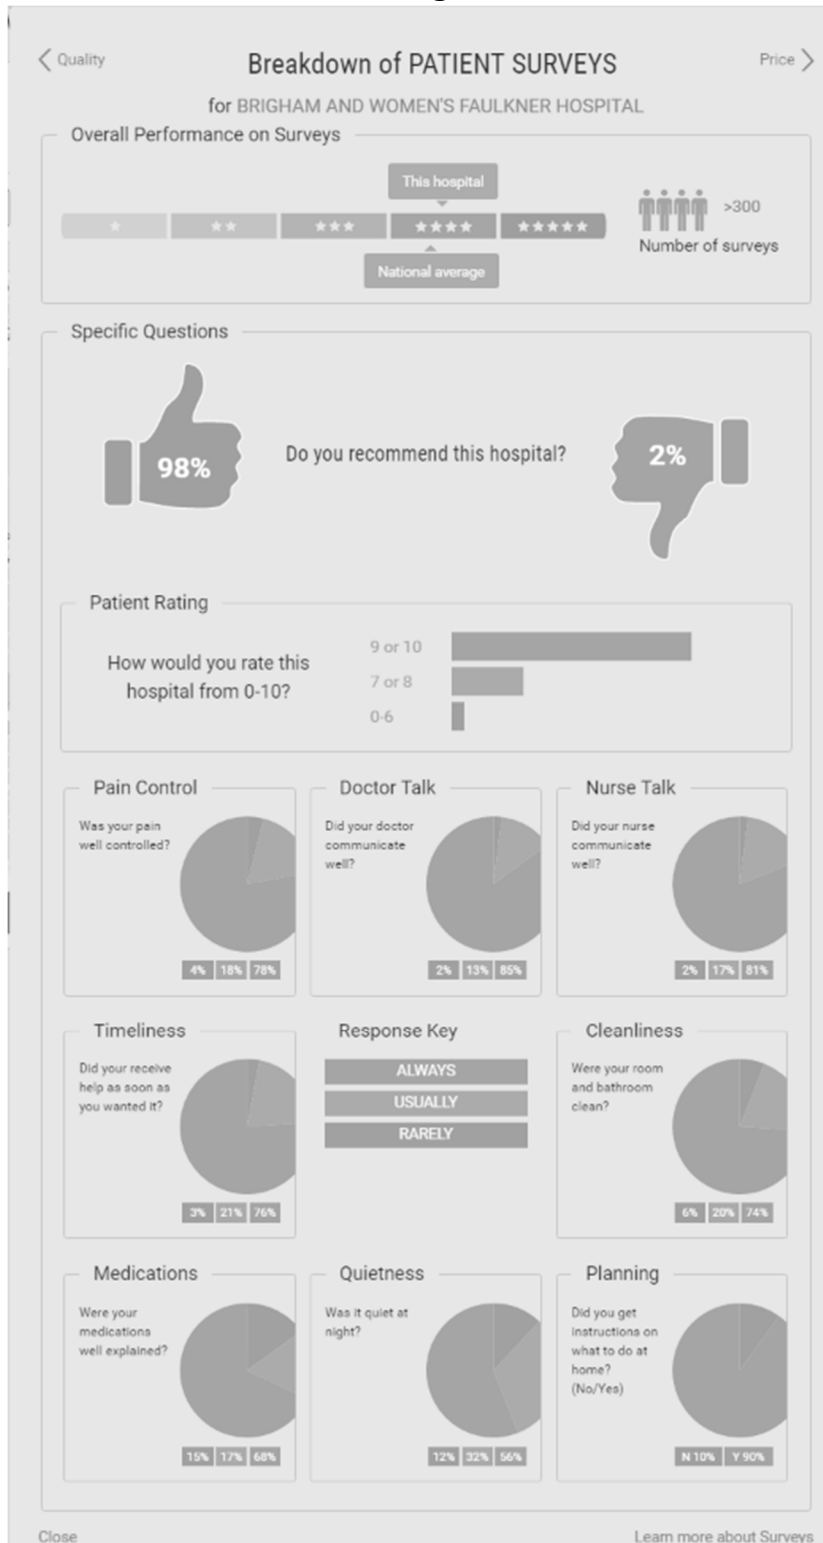 Quality
Breakdown of PATIENT SURVEYS
Price
for BRIGHAM AND WOMEN'S FAULKNER HOSPITAL
Overall Performance on Surveys
This hospital
★ ★★ ★★★ ★★★★ ★★★★★
National average
>300
Number of surveys
Specific Questions
98%
Do you recommend this hospital?
2%
Patient Rating
How would you rate this
hospital from 0-10?
9 or 10
7 or 8
0-6
Pain Control
Was your pain
well controlled?
4% 18% 78%
Doctor Talk
Did your doctor
communicate
well?
2% 13% 85%
Nurse Talk
Did your nurse
communicate
well?
2% 17% 81%
Timeliness
Did your receive
help as soon as
you wanted it?
3% 21% 76%
Response Key
ALWAYS
USUALLY
RARELY
Cleanliness
Were your room
and bathroom
clean?
6% 20% 74%
Medications
Were your
medications
well explained?
15% 17% 68%
Quietness
Was it quiet at
night?
12% 32% 56%
Planning
Did you get
instructions on
what to do at
home?
(No/Yes)
N 10% Y 90%
Close
Learn more about Surveys